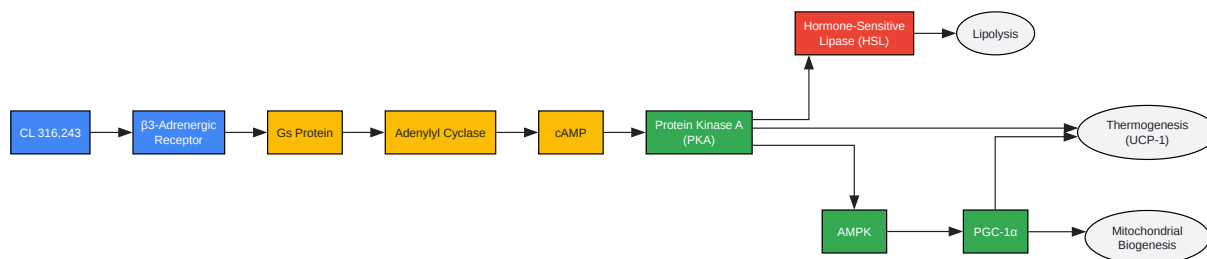 Hormone-Sensitive
Lipase (HSL)
Lipolysis
CL 316,243
β3-Adrenergic
Receptor
Gs Protein
Adenylyl Cyclase
cAMP
Protein Kinase A
(PKA)
Thermogenesis
(UCP-1)
AMPK
PGC-1α
Mitochondrial
Biogenesis